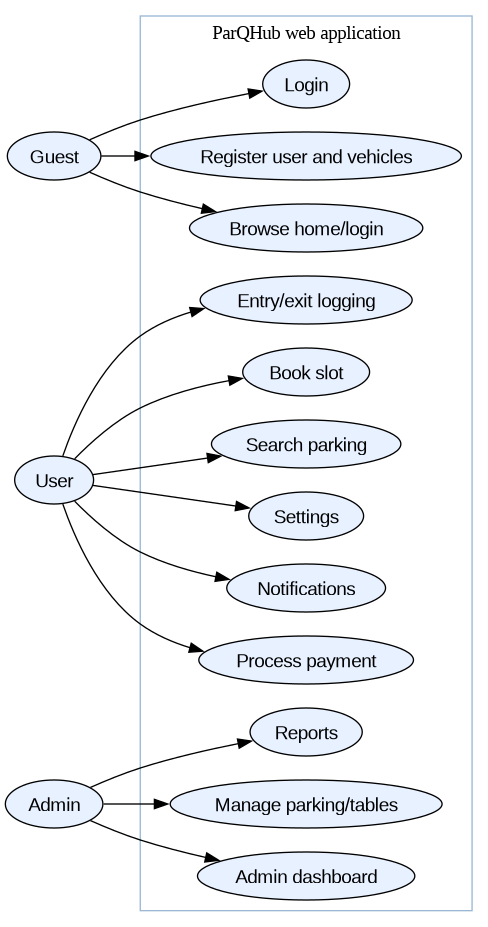 ParQHub web application
Login
Guest
Register user and vehicles
Browse home/login
Entry/exit logging
Book slot
Search parking
User
Settings
Notifications
Process payment
Reports
Admin
Manage parking/tables
Admin dashboard